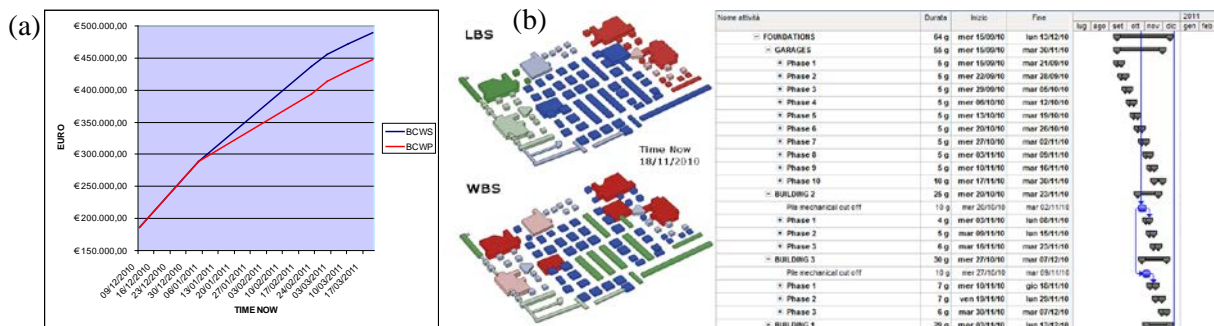 (a)
€500.000,00
€450.000,00
€400.000,00
€350.000,00
€300.000,00
€250.000,00
€200.000,00
€150.000,00
EURO
09/12/2010
16/12/2010
23/12/2010
30/12/2010
06/01/2011
13/01/2011
20/01/2011
27/01/2011
03/02/2011
10/02/2011
17/02/2011
24/02/2011
03/03/2011
10/03/2011
17/03/2011
TIME NOW
BCWS
BCWP
(b)
LBS
Time Now
18/11/2010
WBS
Nome attività Durata Inizio Fine 2011
lug ago set ott nov dic gen feb
FOUNDATIONS 64 g mer 15/09/10 lun 13/12/10
GARAGES 55 g mer 15/09/10 mar 30/11/10
Phase 1 5 g mer 15/09/10 mar 21/09/10
Phase 2 5 g mer 22/09/10 mar 28/09/10
Phase 3 5 g mer 29/09/10 mar 05/10/10
Phase 4 5 g mer 06/10/10 mar 12/10/10
Phase 5 5 g mer 13/10/10 mar 19/10/10
Phase 6 5 g mer 20/10/10 mar 26/10/10
Phase 7 5 g mer 27/10/10 mar 02/11/10
Phase 8 5 g mer 03/11/10 mar 09/11/10
Phase 9 5 g mer 10/11/10 mar 16/11/10
Phase 10 10 g mer 17/11/10 mar 30/11/10
BUILDING 2 25 g mer 20/10/10 mar 23/11/10
Pile mechanical cut off 10 g mer 20/10/10 mar 02/11/10
Phase 1 4 g mer 03/11/10 lun 08/11/10
Phase 2 5 g mar 09/11/10 lun 15/11/10
Phase 3 6 g mar 16/11/10 mar 23/11/10
BUILDING 3 30 g mer 27/10/10 mar 07/12/10
Pile mechanical cut off 10 g mer 27/10/10 mar 09/11/10
Phase 1 7 g mer 10/11/10 gio 18/11/10
Phase 2 7 g ven 19/11/10 lun 29/11/10
Phase 3 6 g mar 30/11/10 mar 07/12/10
BUILDING 1 29 g mer 03/11/10 lun 13/12/10